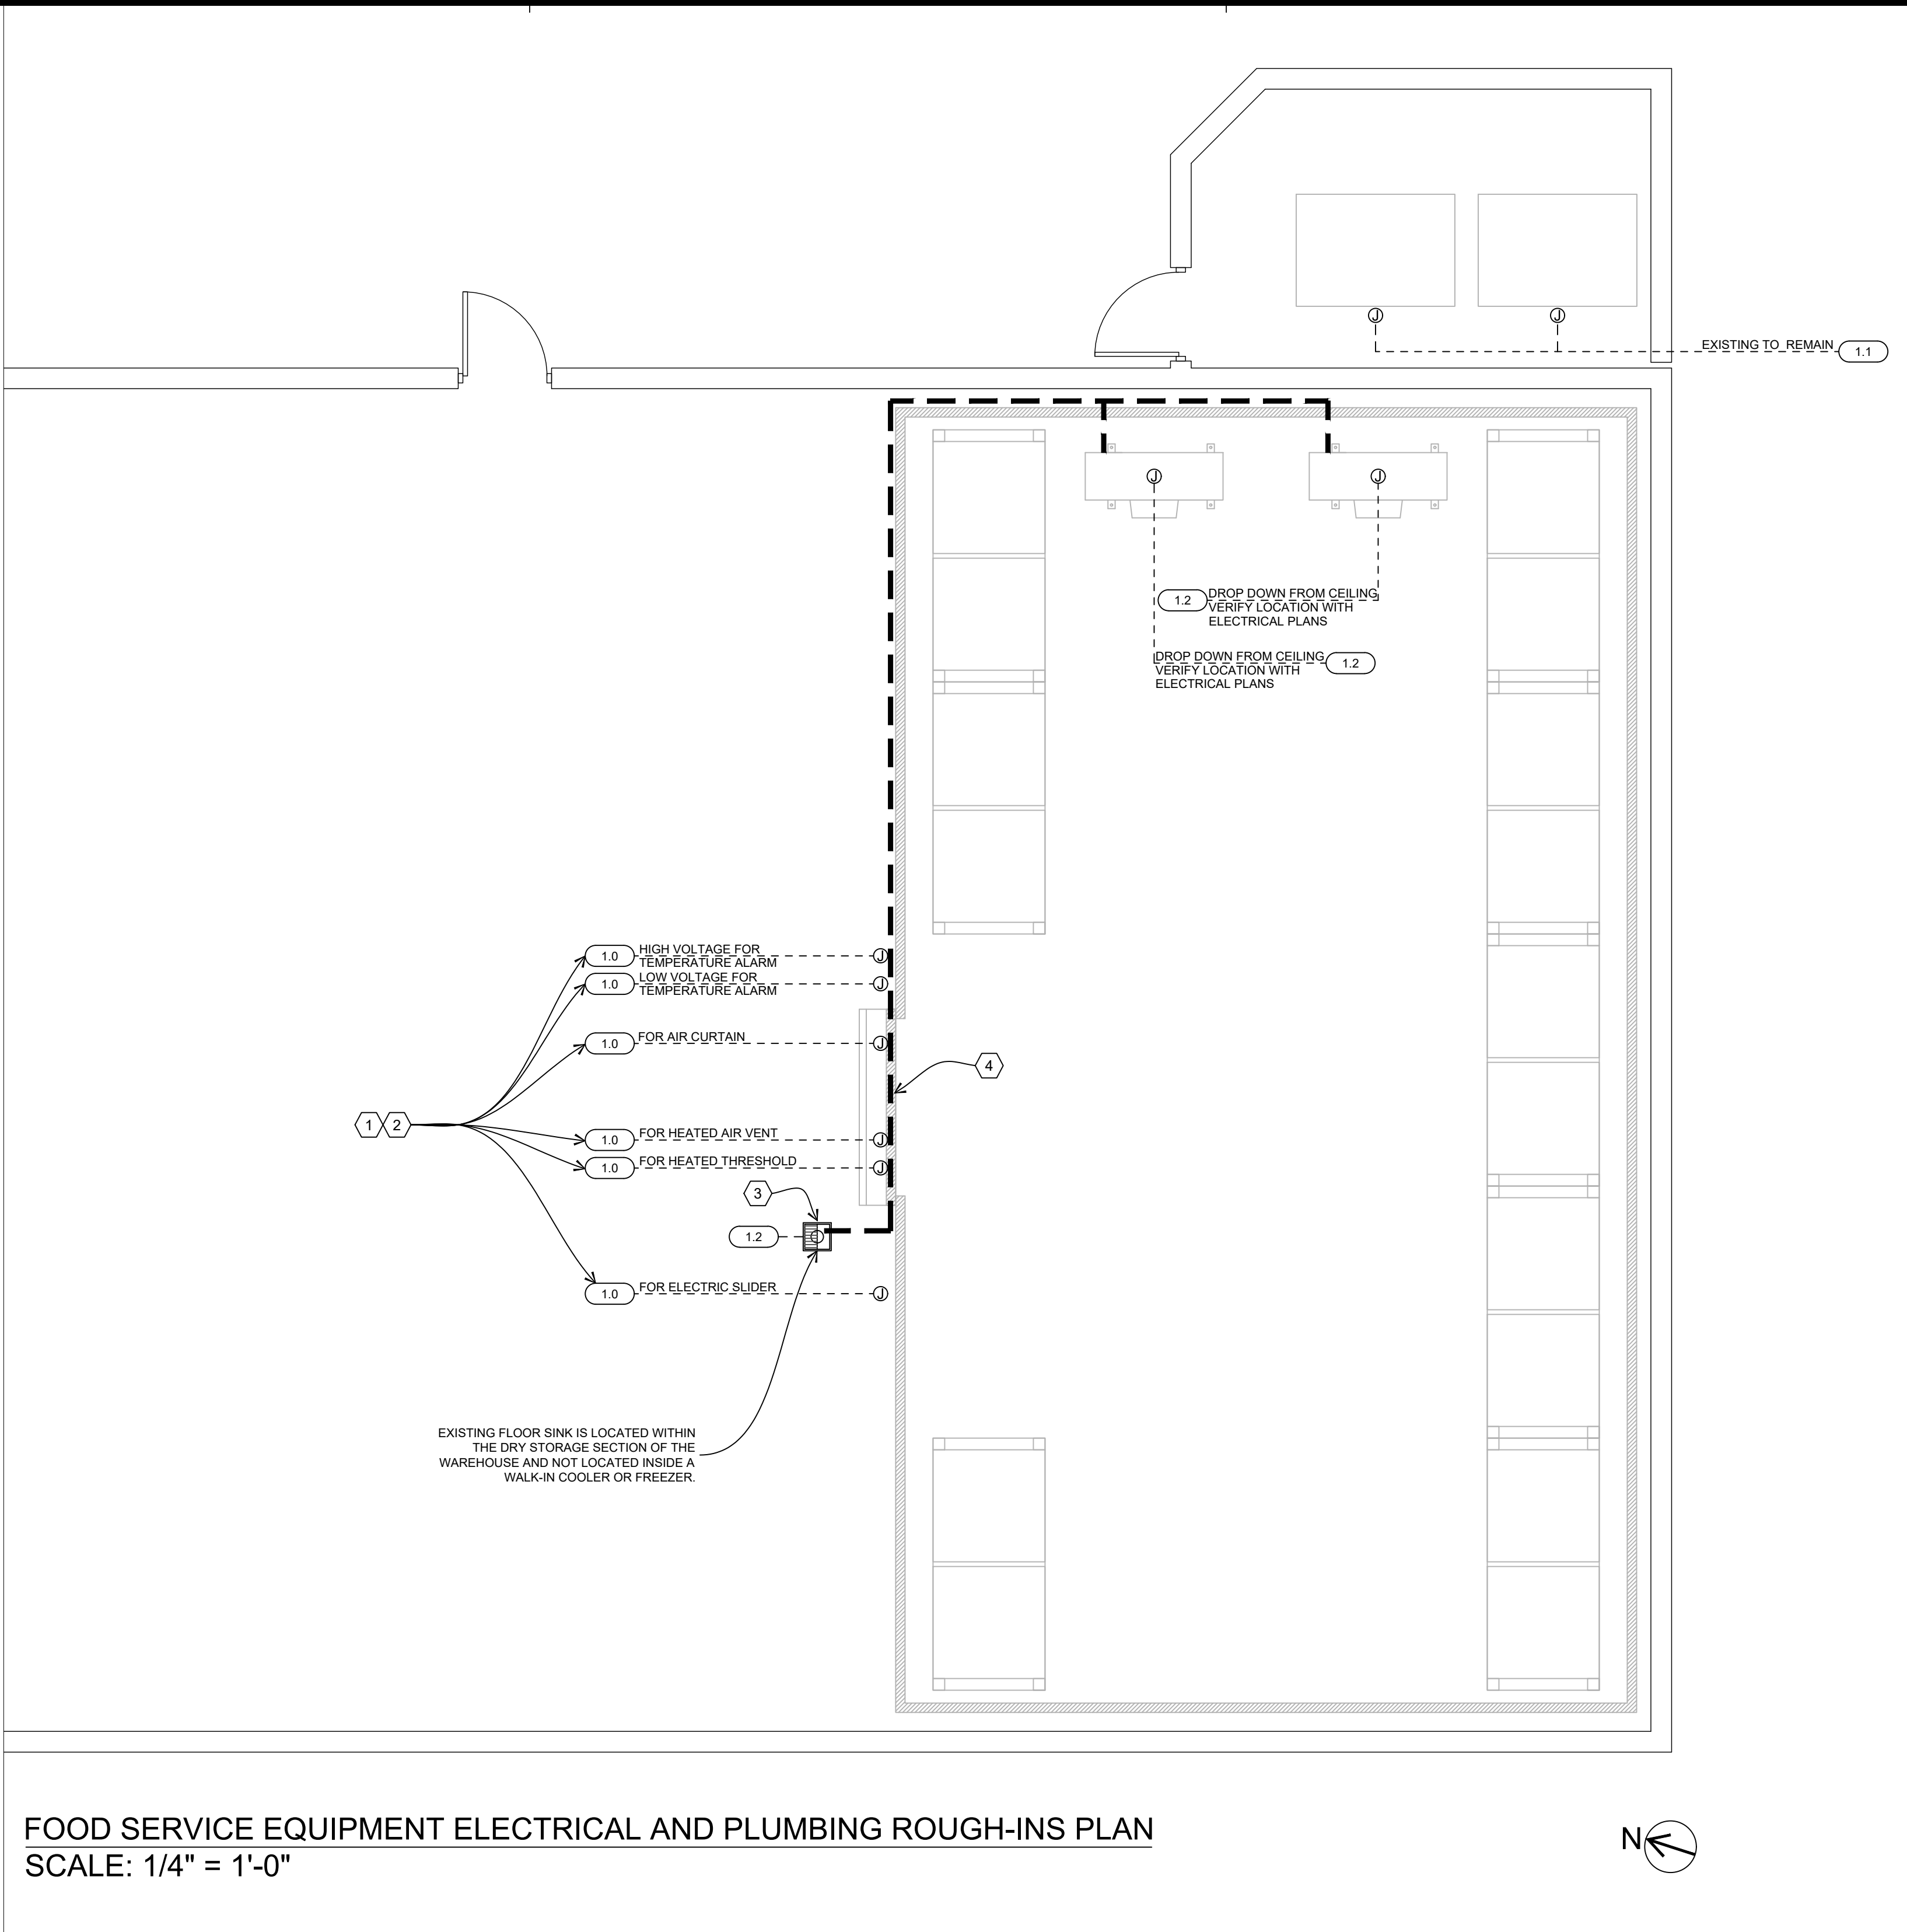 EXISTING TO REMAIN
1.1
J
J
J
J
1.2
DROP DOWN FROM CEILING
VERIFY LOCATION WITH
ELECTRICAL PLANS
DROP DOWN FROM CEILING
VERIFY LOCATION WITH
ELECTRICAL PLANS
1.2
1.0
HIGH VOLTAGE FOR
TEMPERATURE ALARM
J
1.0
LOW VOLTAGE FOR
TEMPERATURE ALARM
J
1.0
FOR AIR CURTAIN
J
4
1
2
1.0
FOR HEATED AIR VENT
J
1.0
FOR HEATED THRESHOLD
J
3
1.2
1.0
FOR ELECTRIC SLIDER
J
EXISTING FLOOR SINK IS LOCATED WITHIN
THE DRY STORAGE SECTION OF THE
WAREHOUSE AND NOT LOCATED INSIDE A
WALK-IN COOLER OR FREEZER.
FOOD SERVICE EQUIPMENT ELECTRICAL AND PLUMBING ROUGH-INS PLAN
SCALE: 1/4" = 1'-0"
N